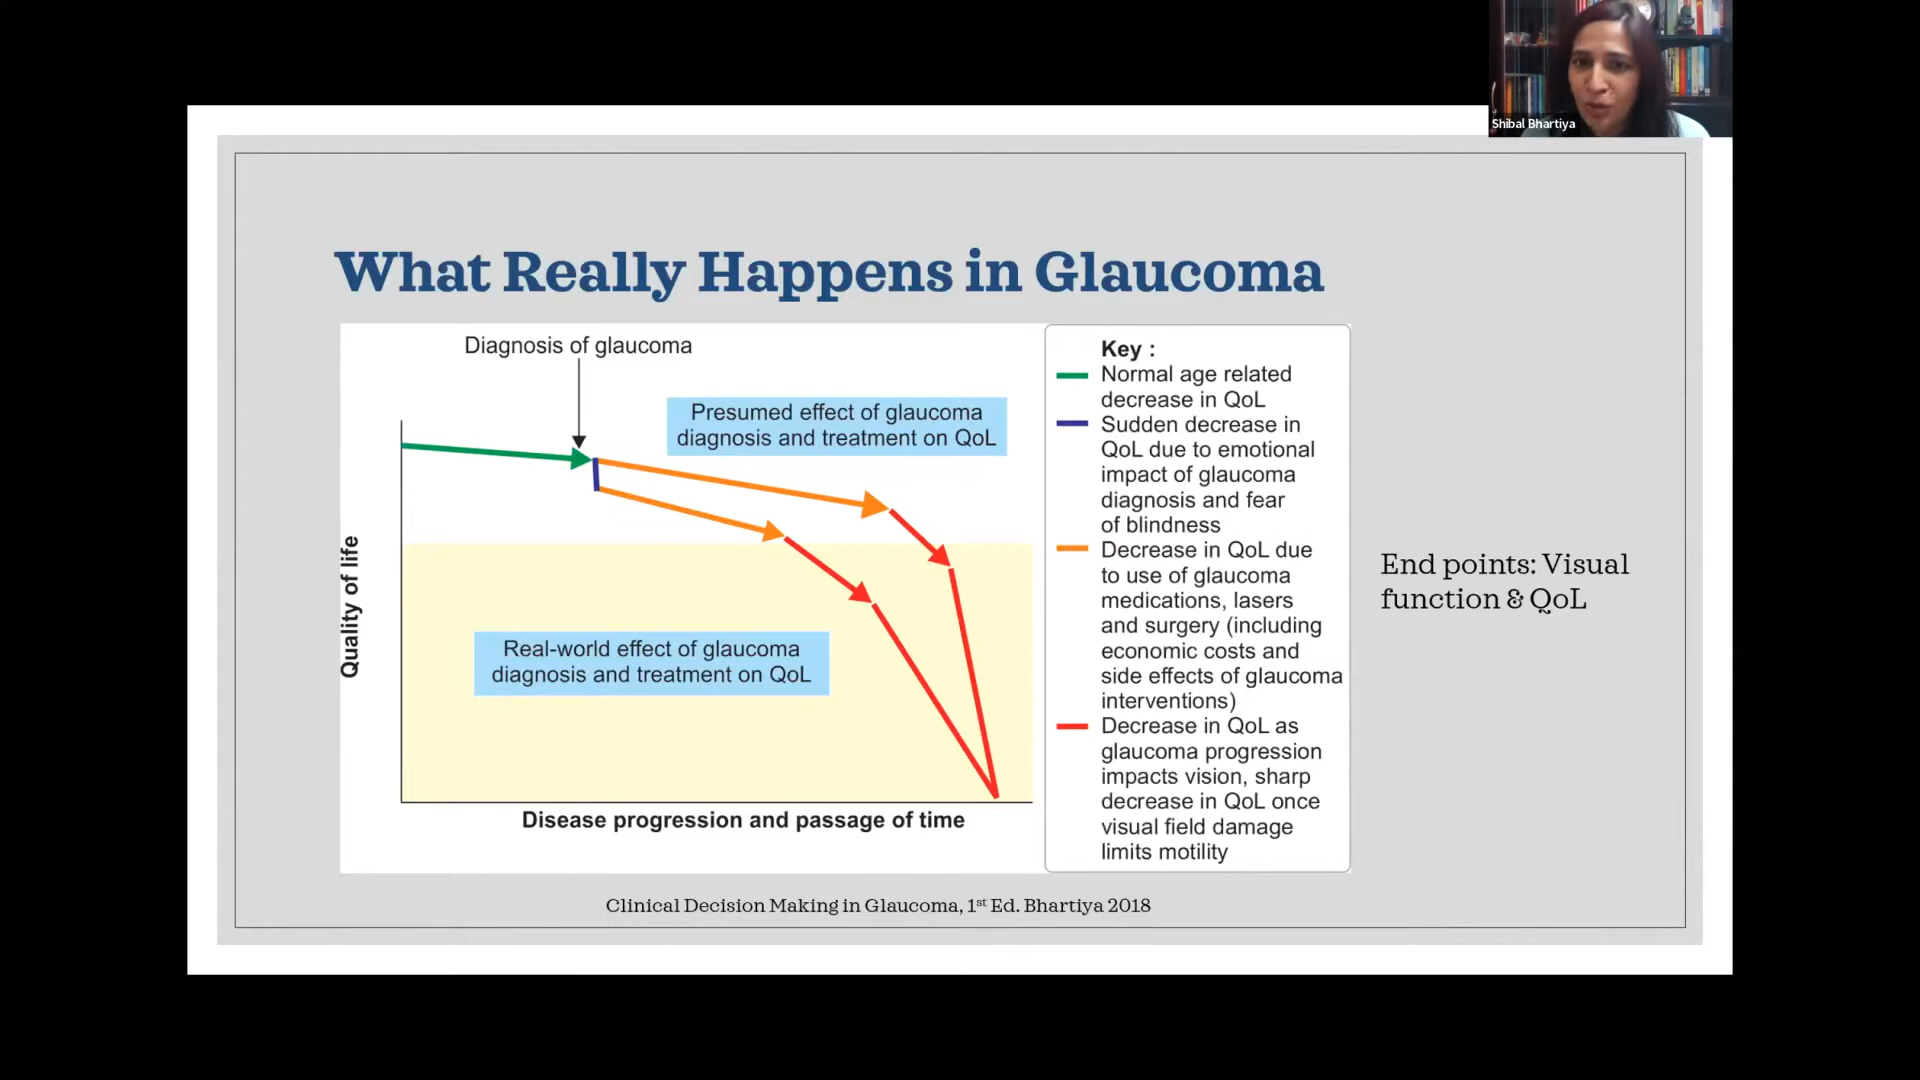 Shibal Bhartiya
What Really Happens in Glaucoma
Diagnosis of glaucoma
Presumed effect of glaucoma
diagnosis and treatment on QoL
Quality of life
Real-world effect of glaucoma
diagnosis and treatment on QoL
Disease progression and passage of time
Key :
Normal age related
decrease in QoL
Sudden decrease in
QoL due to emotional
impact of glaucoma
diagnosis and fear
of blindness
Decrease in QoL due
to use of glaucoma
medications, lasers
and surgery (including
economic costs and
side effects of glaucoma
interventions)
Decrease in QoL as
glaucoma progression
impacts vision, sharp
decrease in QoL once
visual field damage
limits motility
End points: Visual
function & QoL
Clinical Decision Making in Glaucoma, 1st Ed. Bhartiya 2018